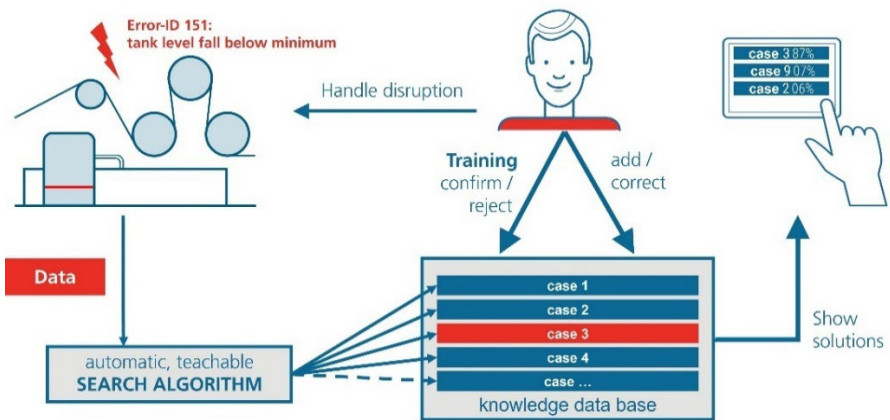 Error-ID 151:
tank level fall below minimum
Handle disruption
case 3 87%
case 9 07%
case 2 06%
Training
confirm /
reject
add /
correct
Data
case 1
case 2
case 3
case 4
case ...
knowledge data base
automatic, teachable
SEARCH ALGORITHM
Show
solutions